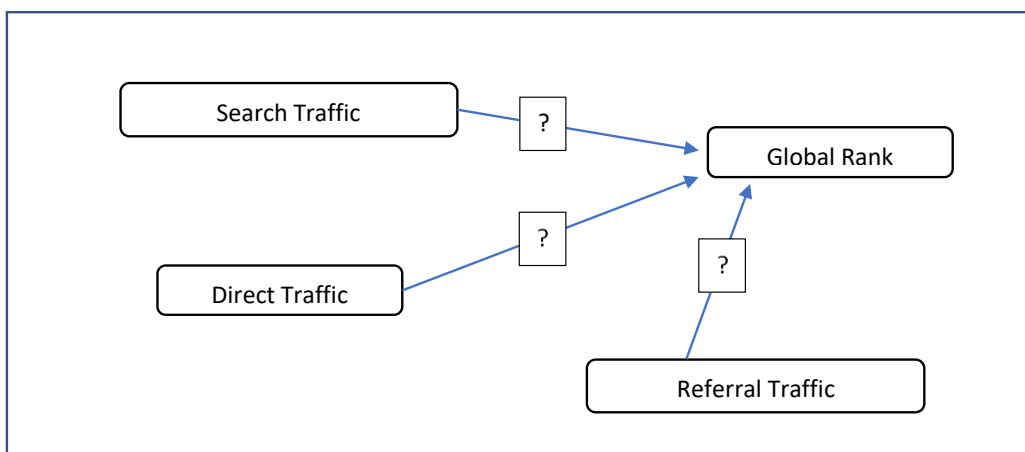 Search Traffic
?
Global Rank
?
?
Direct Traffic
Referral Traffic